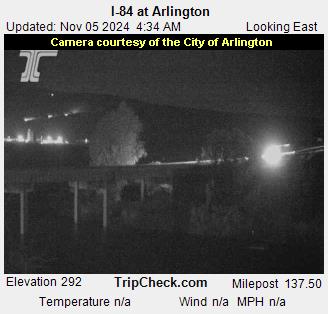 I-84 at Arlington
Updated: Nov 05 2024 4:34 AM Looking East
Camera courtesy of the City of Arlington
Elevation 292 TripCheck.com Milepost 137.50
Temperature n/a Wind n/a MPH n/a